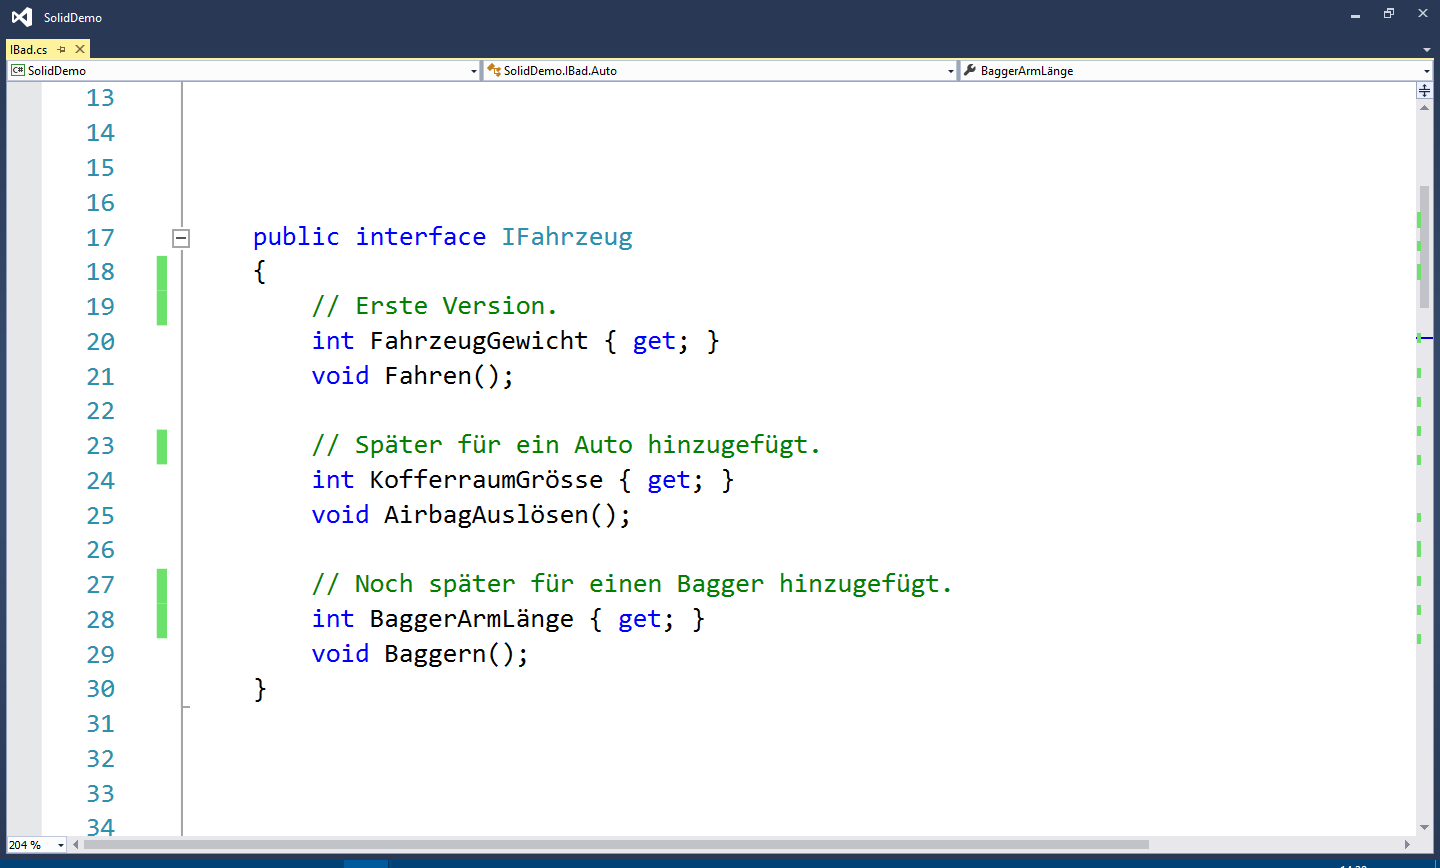 SolidDemo
IBad.cs
SolidDemo
SolidDemo.IBad.Auto
BaggerArmLänge
13
14
15
16
17 public interface IFahrzeug
18 {
19 // Erste Version.
20 int FahrzeugGewicht { get; }
21 void Fahren();
22
23 // Später für ein Auto hinzugefügt.
24 int KofferraumGrösse { get; }
25 void AirbagAuslösen();
26
27 // Noch später für einen Bagger hinzugefügt.
28 int BaggerArmLänge { get; }
29 void Baggern();
30 }
31
32
33
34
204 %